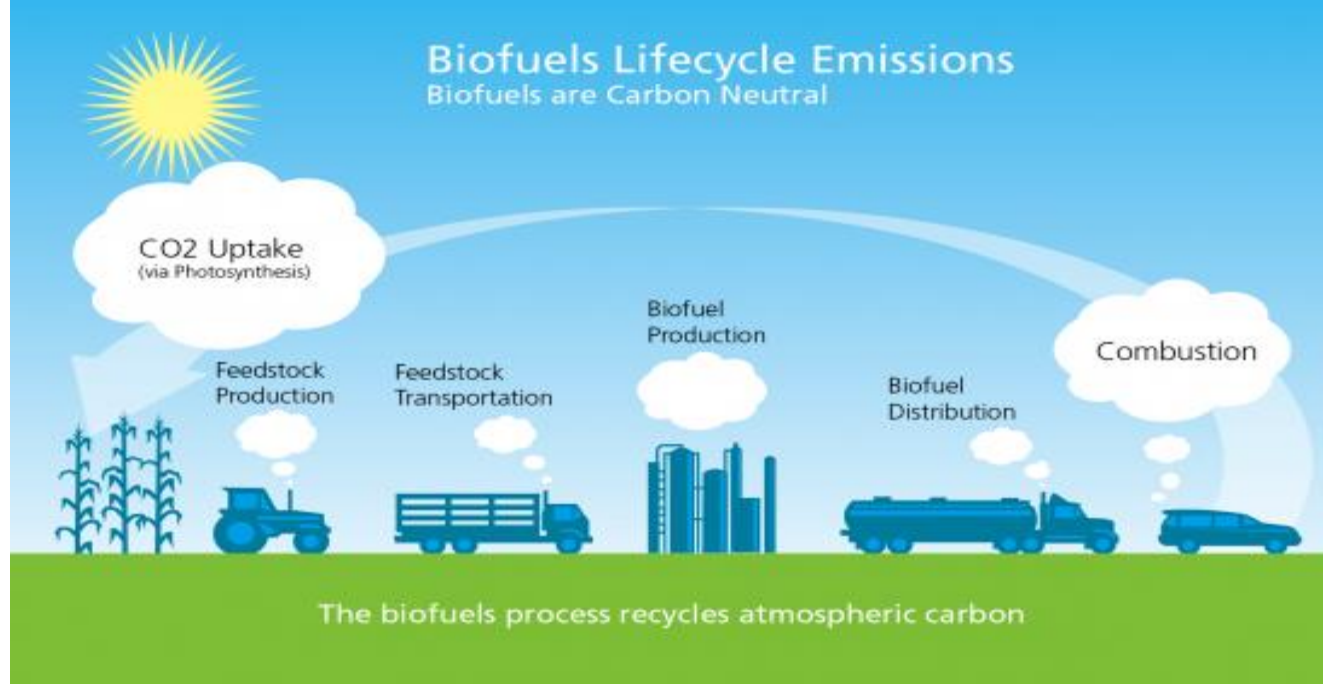 Biofuels Lifecycle Emissions
Biofuels are Carbon Neutral
CO2 Uptake
(via Photosynthesis)
Feedstock
Production
Feedstock
Transportation
Biofuel
Production
Biofuel
Distribution
Combustion
The biofuels process recycles atmospheric carbon